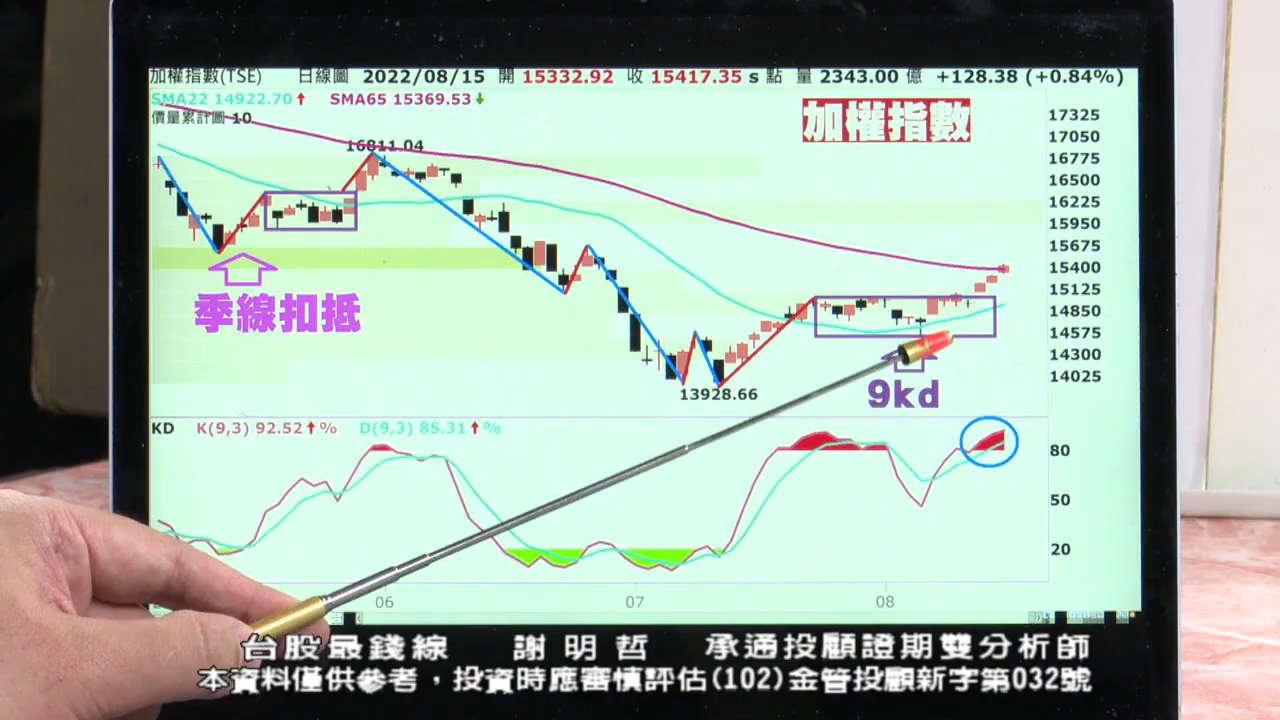 加權指數(TSE) 日線圖 2022/08/15 開 15332.92 收 15417.35 s 點 量 2343.00 億 +128.38 (+0.84%)
SMA22 14922.70↑ SMA65 15369.53↓
價量累計圖 10
加權指數
17325
17050
16811.04
16775
16500
16225
15950
15675
15400
15125
季線扣抵
14850
14575
14300
14025
13928.66
9kd
KD K(9,3) 92.52↑% D(9,3) 85.31↑%
80
50
20
06 07 08
台股最錢線 謝明哲 承通投顧證期雙分析師
本資料僅供參考，投資時應審慎評估(102)金管投顧新字第032號